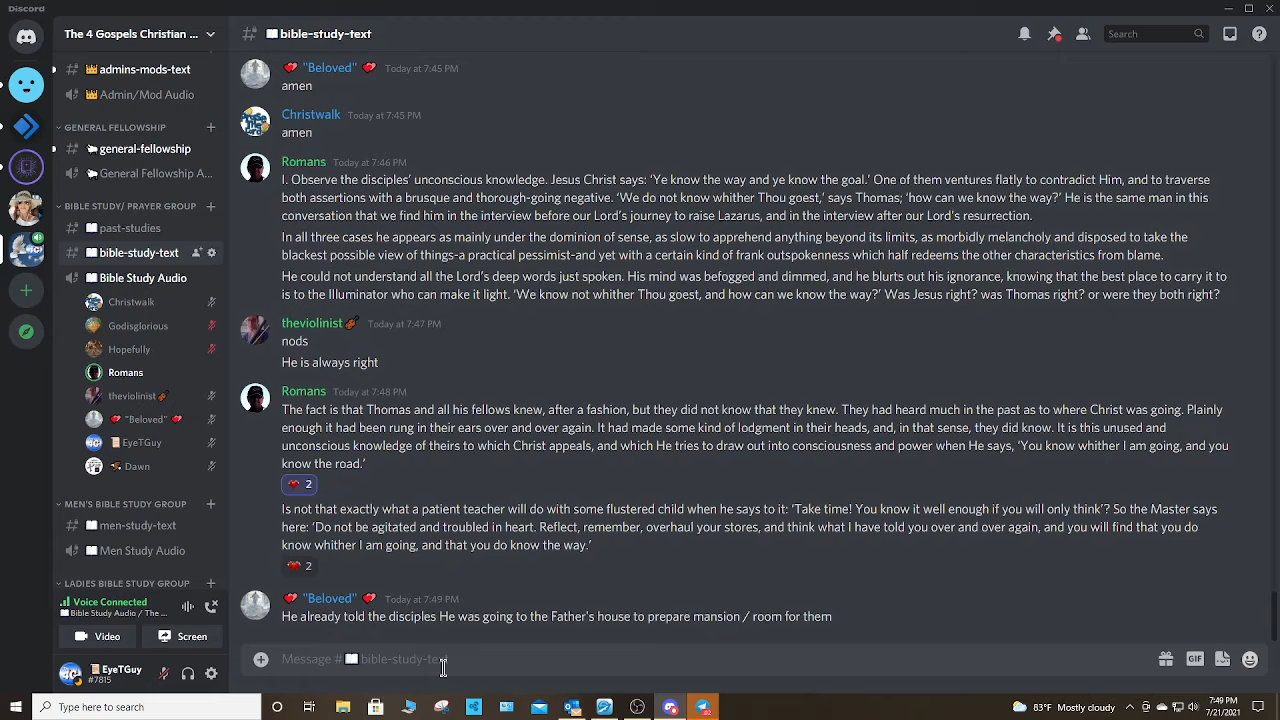 Discord
The 4 Gospels Christian ...
bible-study-text
Search
admins-mods-text
Admin/Mod Audio
GENERAL FELLOWSHIP
general-fellowship
General Fellowship A...
BIBLE STUDY/ PRAYER GROUP
past-studies
bible-study-text
Bible Study Audio
Christwalk
Godisglorious
Hopefully
Romans
theviolinist
"Beloved"
EyeTGuy
Dawn
MEN'S BIBLE STUDY GROUP
men-study-text
Men Study Audio
LADIES BIBLE STUDY GROUP
Voice Connected
Bible Study Audio / The ...
Video
Screen
EyeTGuy
#7815
"Beloved" Today at 7:45 PM
amen
Christwalk Today at 7:45 PM
amen
Romans Today at 7:46 PM
I. Observe the disciples’ unconscious knowledge. Jesus Christ says: ‘Ye know the way and ye know the goal.’ One of them ventures flatly to contradict Him, and to traverse
both assertions with a brusque and thorough-going negative. ‘We do not know whither Thou goest,’ says Thomas; ‘how can we know the way?’ He is the same man in this
conversation that we find him in the interview before our Lord’s journey to raise Lazarus, and in the interview after our Lord’s resurrection.
In all three cases he appears as mainly under the dominion of sense, as slow to apprehend anything beyond its limits, as morbidly melancholy and disposed to take the
blackest possible view of things-a practical pessimist-and yet with a certain kind of frank outspokenness which half redeems the other characteristics from blame.
He could not understand all the Lord’s deep words just spoken. His mind was befogged and dimmed, and he blurts out his ignorance, knowing that the best place to carry it to
is to the Illuminator who can make it light. ‘We know not whither Thou goest, and how can we know the way?’ Was Jesus right? was Thomas right? or were they both right?
theviolinist Today at 7:47 PM
nods
He is always right
Romans Today at 7:48 PM
The fact is that Thomas and all his fellows knew, after a fashion, but they did not know that they knew. They had heard much in the past as to where Christ was going. Plainly
enough it had been rung in their ears over and over again. It had made some kind of lodgment in their heads, and, in that sense, they did know. It is this unused and
unconscious knowledge of theirs to which Christ appeals, and which He tries to draw out intoconsciousness and power when He says, ‘You know whither I am going, and you
know the road.’
2
Is not that exactly what a patient teacher will do with some flustered child when he says to it: ‘Take time! You know it well enough if you will only think’? So the Master says
here: ‘Do not be agitated and troubled in heart. Reflect, remember, overhaul your stores, and think what I have told you over and over again, and you will find that you do
know whither I am going, and that you do know the way.’
2
"Beloved" Today at 7:49 PM
He already told the disciples He was going to the Father's house to prepare mansion / room for them
Message # bible-study-text
GIF
Type here to search
83°F Mostly cloudy
7:49 PM
7/21/2021